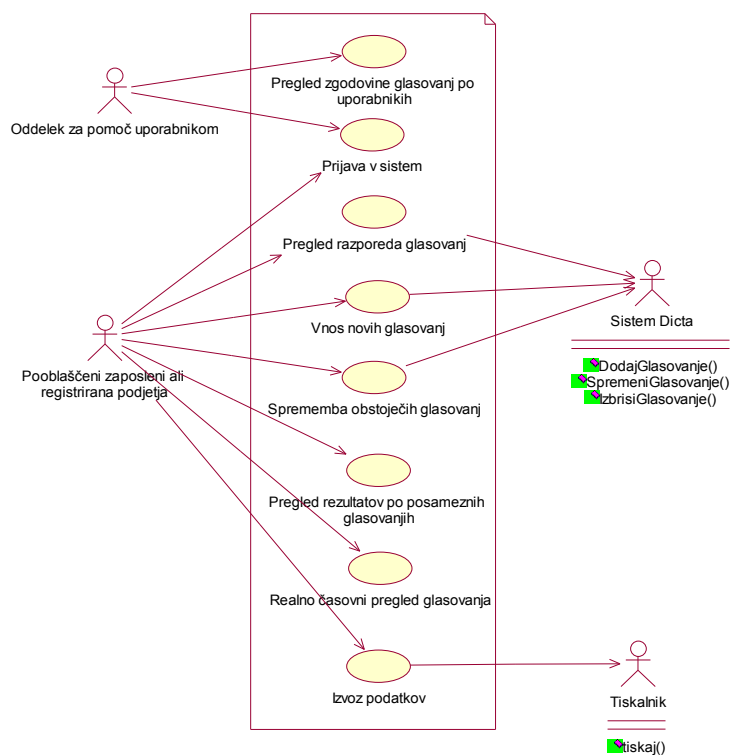 Pregled zgodovine glasovanj po
uporabnikih
Oddelek za pomoč uporabnikom
Prijava v sistem
Pregled razporeda glasovanj
Vnos novih glasovanj
Sistem Dicta
Pooblaščeni zaposleni ali
registrirana podjetja
DodajGlasovanje()
SpremeniGlasovanje()
IzbrisiGlasovanje()
Sprememba obstoječih glasovanj
Pregled rezultatov po posameznih
glasovanjih
Realno časovni pregled glasovanja
Izvoz podatkov
Tiskalnik
tiskaj()